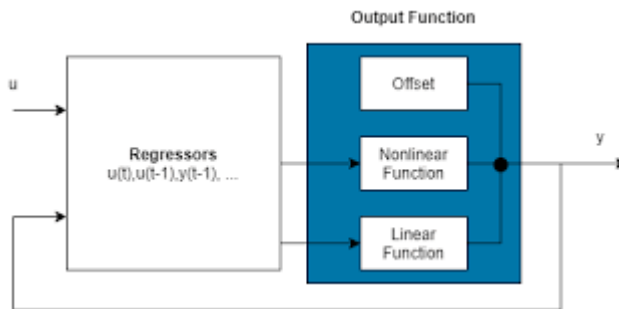 Output Function
u
Regressors
u(t),u(t-1),y(t-1), ...
Offset
Nonlinear
Function
Linear
Function
y